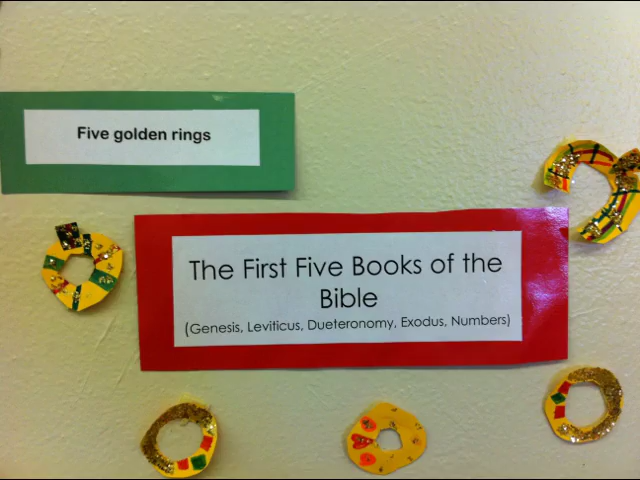 Five golden rings
The First Five Books of the
Bible
(Genesis, Leviticus, Dueteronomy, Exodus, Numbers)